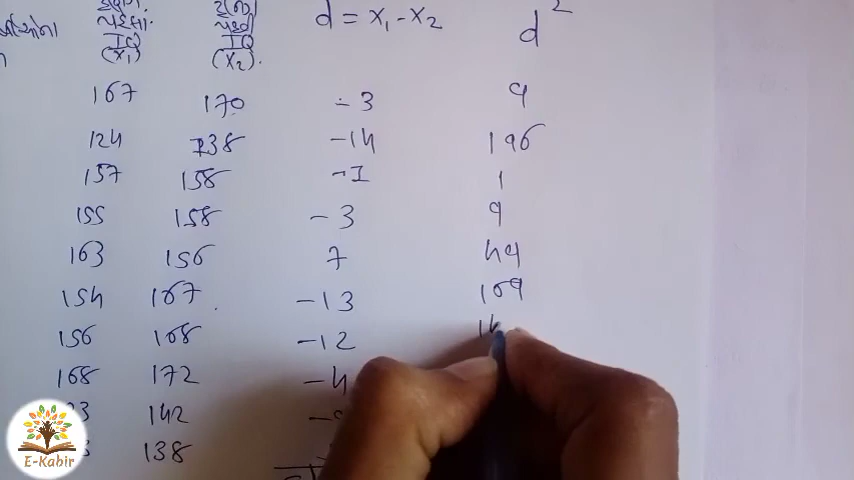 IQ IQ d = x₁ - x₂ d²
(x₁) (x₂).
167 170 -3 9
124 138 -14 196
157 158 -1 1
155 158 -3 9
163 156 7 49
154 167 -13 169
156 168 -12 14
168 172 -4
142
138
E-Kabir